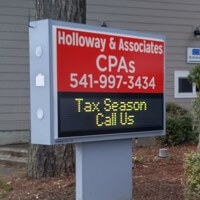 Holloway & Associates
CPAs
541-997-3434
Tax Season
Call Us